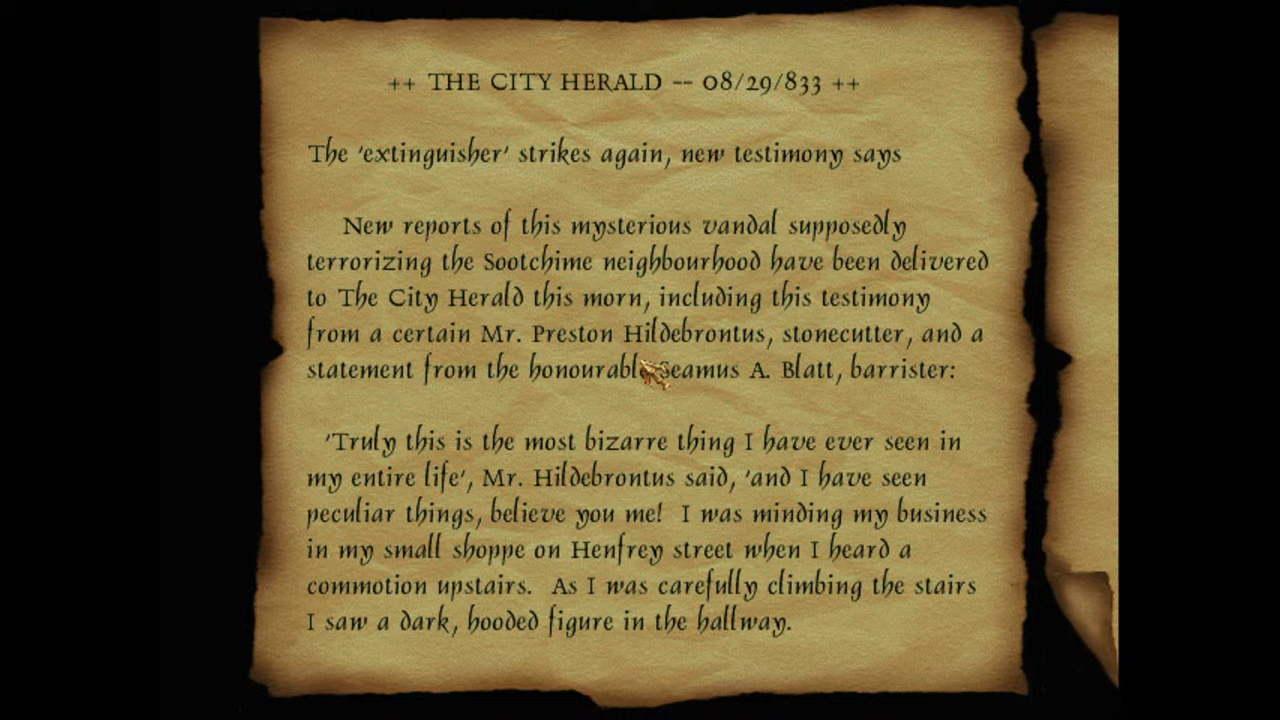 ++ THE CITY HERALD -- 08/29/833 ++
The 'extinguisher' strikes again, new testimony says
New reports of this mysterious vandal supposedly
terrorizing the Sootchime neighbourhood have been delivered
to The City Herald this morn, including this testimony
from a certain Mr. Preston Hildebrontus, stonecutter, and a
statement from the honourable Seamus A. Blatt, barrister:
'Truly this is the most bizarre thing I have ever seen in
my entire life', Mr. Hildebrontus said, 'and I have seen
peculiar things, believe you me!  I was minding my business
in my small shoppe on Henfrey street when I heard a
commotion upstairs.  As I was carefully climbing the stairs
I saw a dark, hooded figure in the hallway.